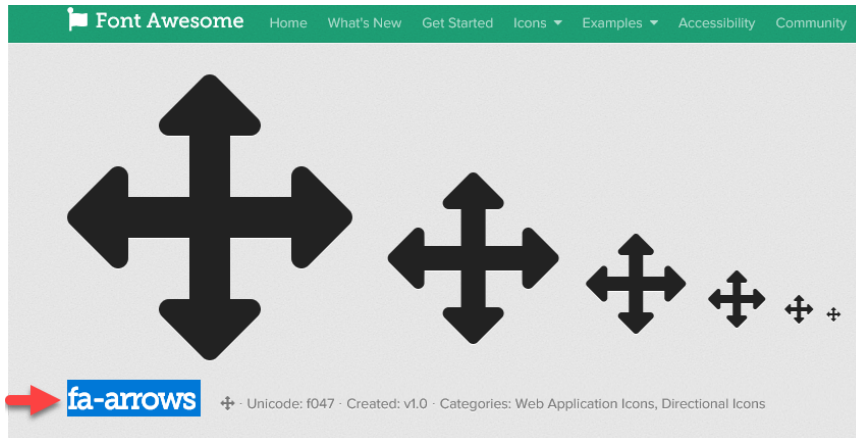 Font Awesome Home What's New Get Started Icons Examples Accessibility Community
fa-arrows · Unicode: f047 · Created: v1.0 · Categories: Web Application Icons, Directional Icons